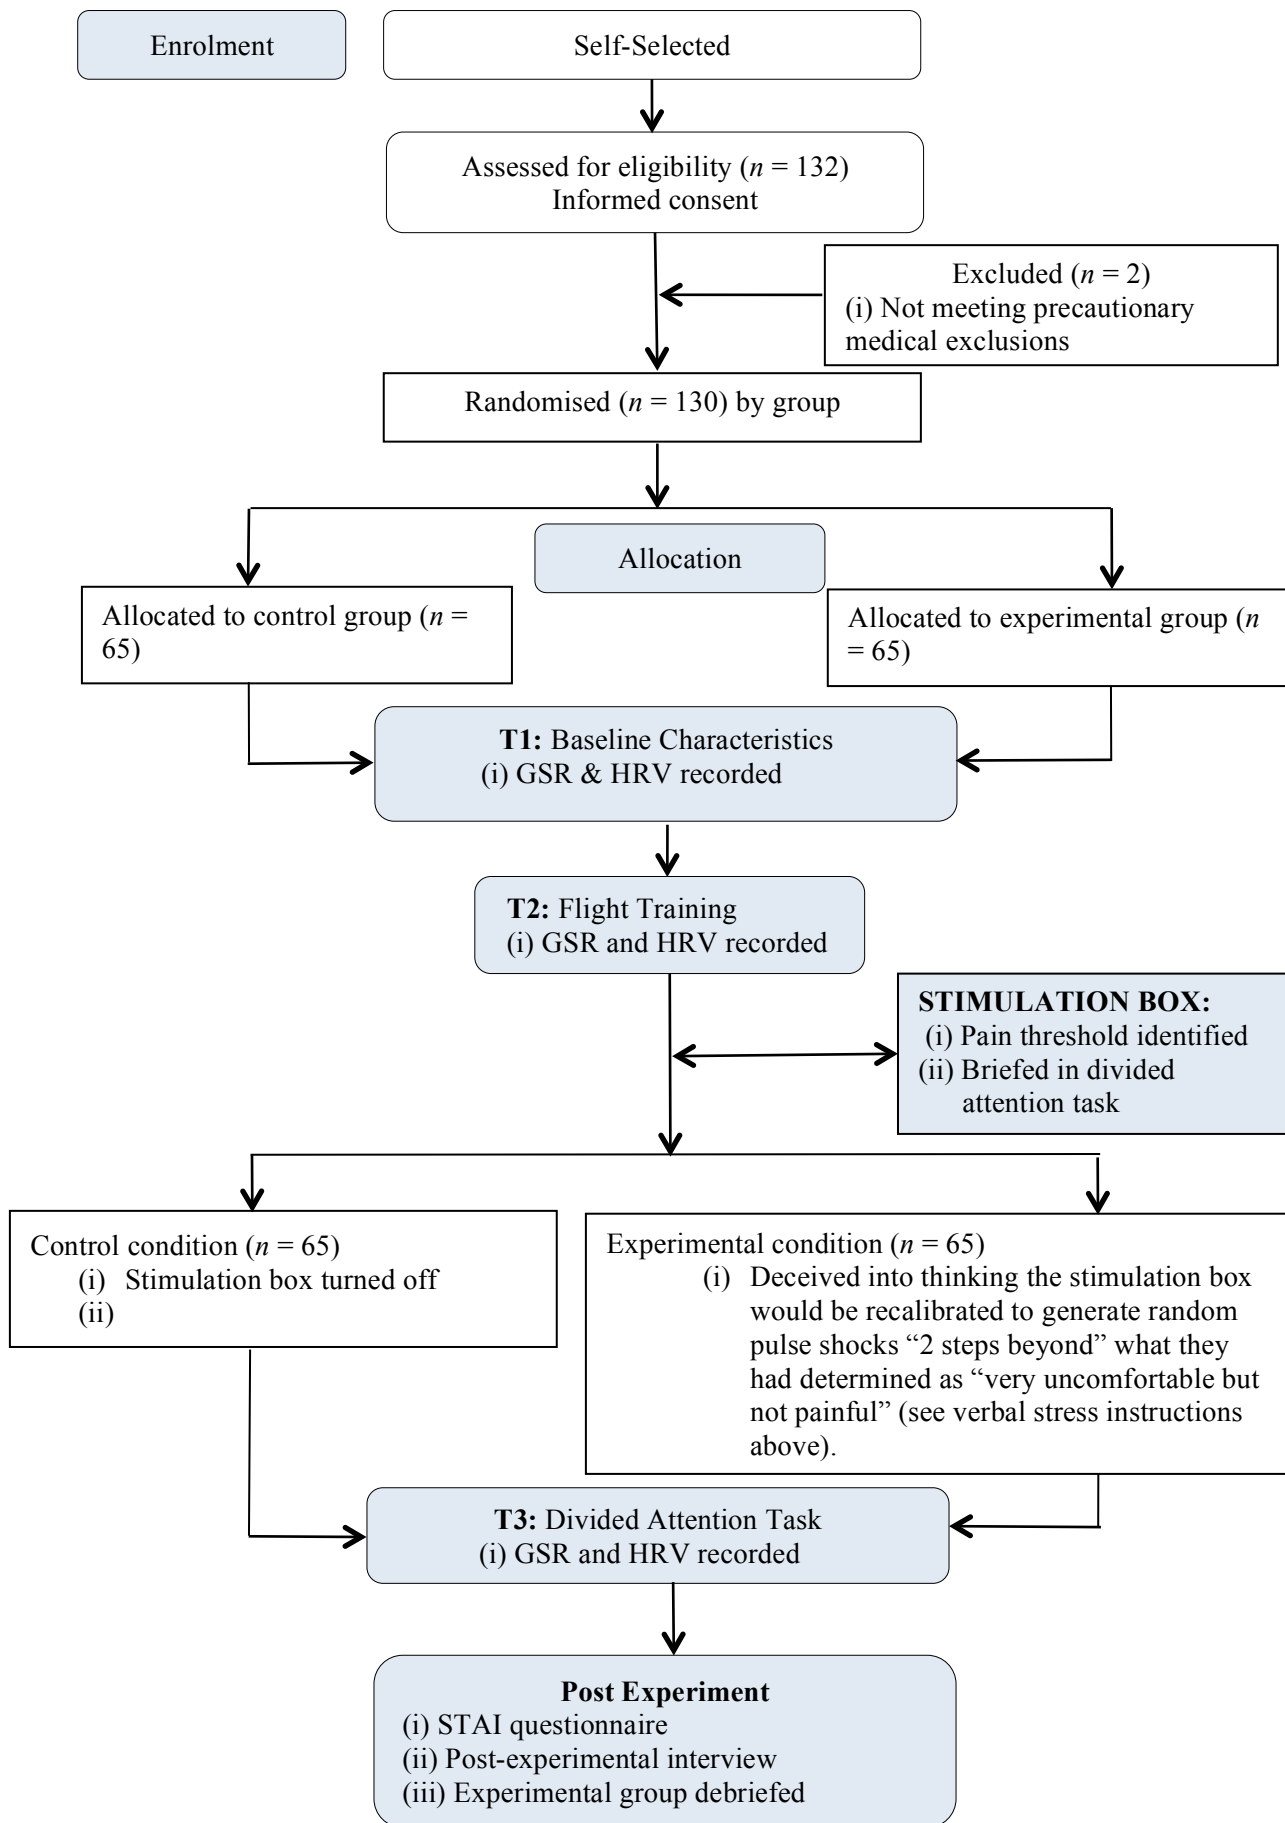 Enrolment
Self-Selected
Assessed for eligibility (n = 132)
Informed consent
Excluded (n = 2)
(i) Not meeting precautionary
medical exclusions
Randomised (n = 130) by group
Allocation
Allocated to control group (n =
65)
Allocated to experimental group (n
= 65)
T1: Baseline Characteristics
(i) GSR & HRV recorded
T2: Flight Training
(i) GSR and HRV recorded
STIMULATION BOX:
(i) Pain threshold identified
(ii) Briefed in divided
attention task
Control condition (n = 65)
(i) Stimulation box turned off
(ii)
Experimental condition (n = 65)
(i) Deceived into thinking the stimulation box
would be recalibrated to generate random
pulse shocks “2 steps beyond” what they
had determined as “very uncomfortable but
not painful” (see verbal stress instructions
above).
T3: Divided Attention Task
(i) GSR and HRV recorded
Post Experiment
(i) STAI questionnaire
(ii) Post-experimental interview
(iii) Experimental group debriefed